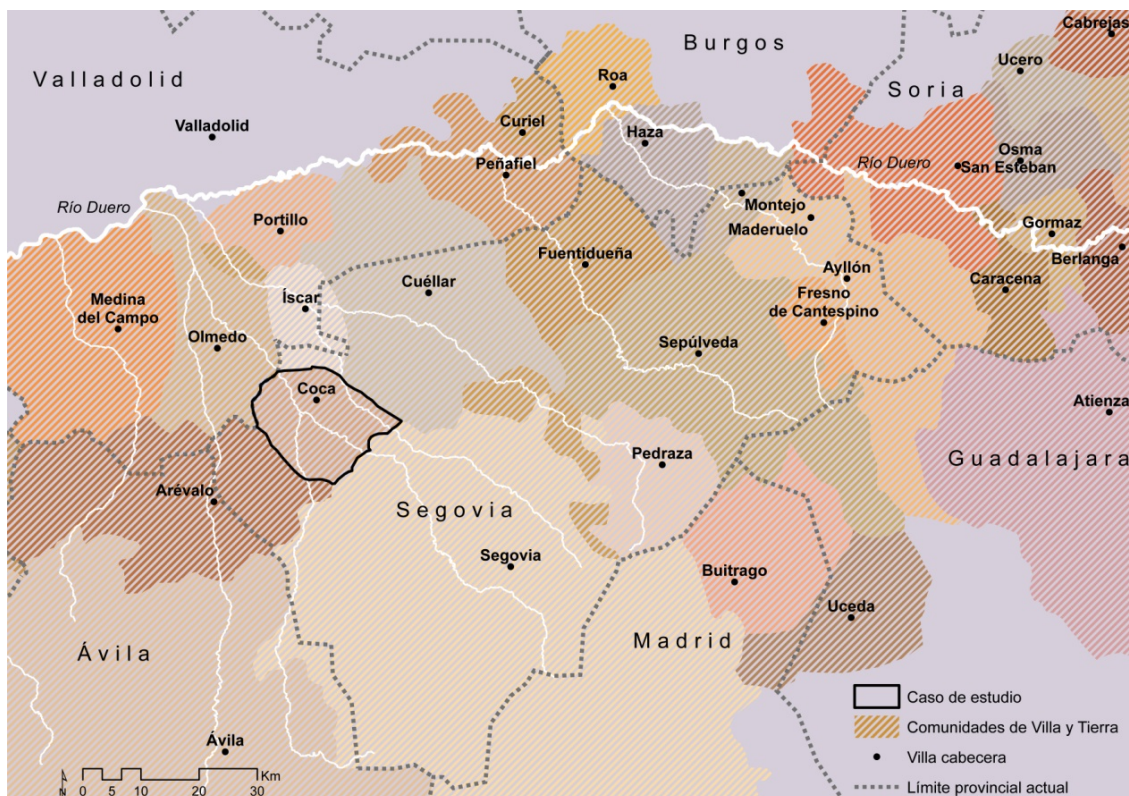 Cabrejas
Burgos
Ucero
Roa
Soria
Valladolid
Valladolid
Curiel
Haza
Osma
Peñafiel
Río Duero
San Esteban
Río Duero
Montejo
Portillo
Maderuelo
Gormaz
Berlanga
Fuentidueña
Ayllón
Cuéllar
Caracena
Íscar
Fresno
de Cantespino
Medina
del Campo
Olmedo
Sepúlveda
Coca
Atienza
Pedraza
Guadalajara
Arévalo
Segovia
Segovia
Buitrago
Uceda
Madrid
Ávila
Ávila
Caso de estudio
Comunidades de Villa y Tierra
Villa cabecera
Límite provincial actual
N
Km
0 5 10 20 30